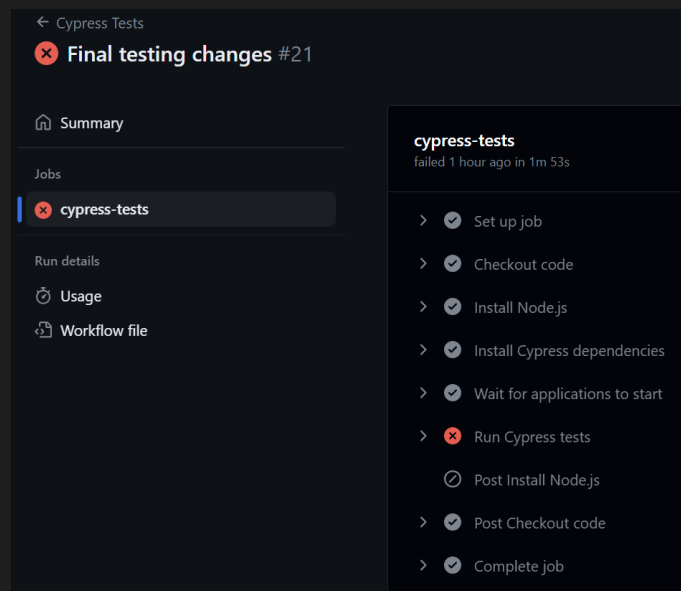 Cypress Tests
Final testing changes #21
Summary
Jobs
cypress-tests
Run details
Usage
Workflow file
cypress-tests
failed 1 hour ago in 1m 53s
Set up job
Checkout code
Install Node.js
Install Cypress dependencies
Wait for applications to start
Run Cypress tests
Post Install Node.js
Post Checkout code
Complete job